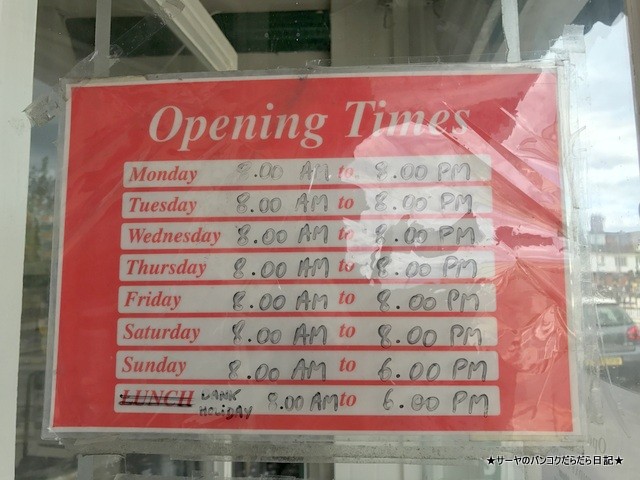 Opening Times
Monday 8.00 AM to 8.00 PM
Tuesday 8.00 AM to 8.00 PM
Wednesday 8.00 AM to 8.00 PM
Thursday 8.00 AM to 8.00 PM
Friday 8.00 AM to 8.00 PM
Saturday 8.00 AM to 8.00 PM
Sunday 8.00 AM to 6.00 PM
LUNCH BANK HOLIDAY 8.00 AM to 6.00 PM
★サーヤのバンコクだらだら日記★